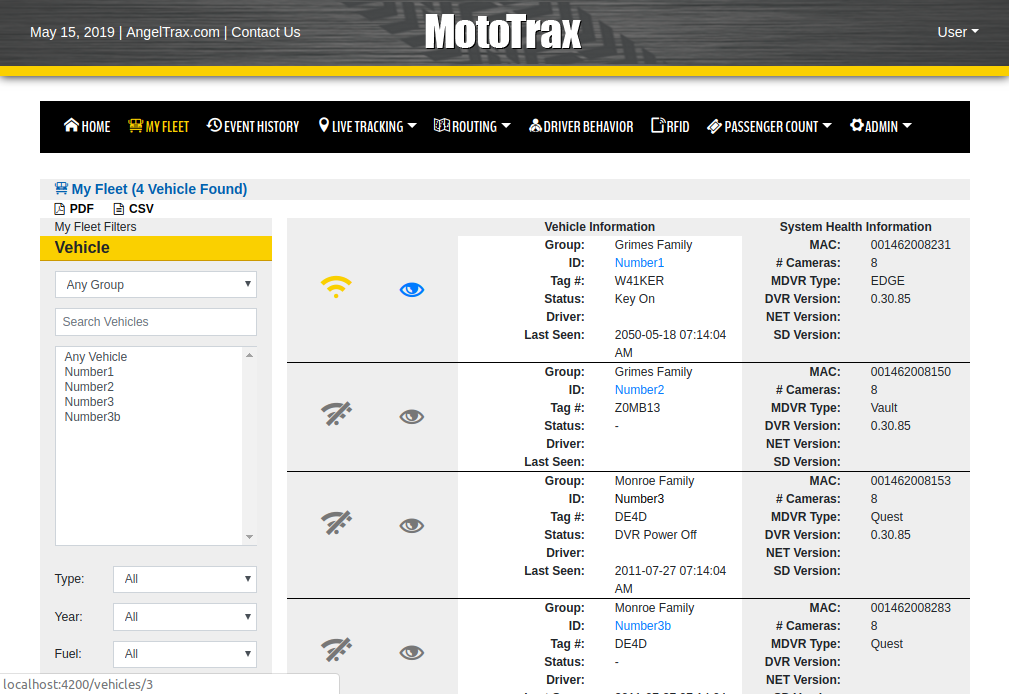 May 15, 2019 | AngelTrax.com | Contact Us
MotoTrax
User
HOME MY FLEET EVENT HISTORY LIVE TRACKING ROUTING DRIVER BEHAVIOR RFID PASSENGER COUNT ADMIN
My Fleet (4 Vehicle Found)
PDF CSV
My Fleet Filters
Vehicle
Any Group
Search Vehicles
Any Vehicle
Number1
Number2
Number3
Number3b
Type: All
Year: All
Fuel: All
Vehicle Information System Health Information
Group: Grimes Family MAC: 001462008231
ID: Number1 # Cameras: 8
Tag #: W41KER MDVR Type: EDGE
Status: Key On DVR Version: 0.30.85
Driver: NET Version:
Last Seen: 2050-05-18 07:14:04 SD Version:
AM
Group: Grimes Family MAC: 001462008150
ID: Number2 # Cameras: 8
Tag #: Z0MB13 MDVR Type: Vault
Status: - DVR Version: 0.30.85
Driver: NET Version:
Last Seen: SD Version:
Group: Monroe Family MAC: 001462008153
ID: Number3 # Cameras: 8
Tag #: DE4D MDVR Type: Quest
Status: DVR Power Off DVR Version: 0.30.85
Driver: NET Version:
Last Seen: 2011-07-27 07:14:04 SD Version:
AM
Group: Monroe Family MAC: 001462008283
ID: Number3b # Cameras: 8
Tag #: DE4D MDVR Type: Quest
Status: - DVR Version:
Driver: NET Version:
localhost:4200/vehicles/3